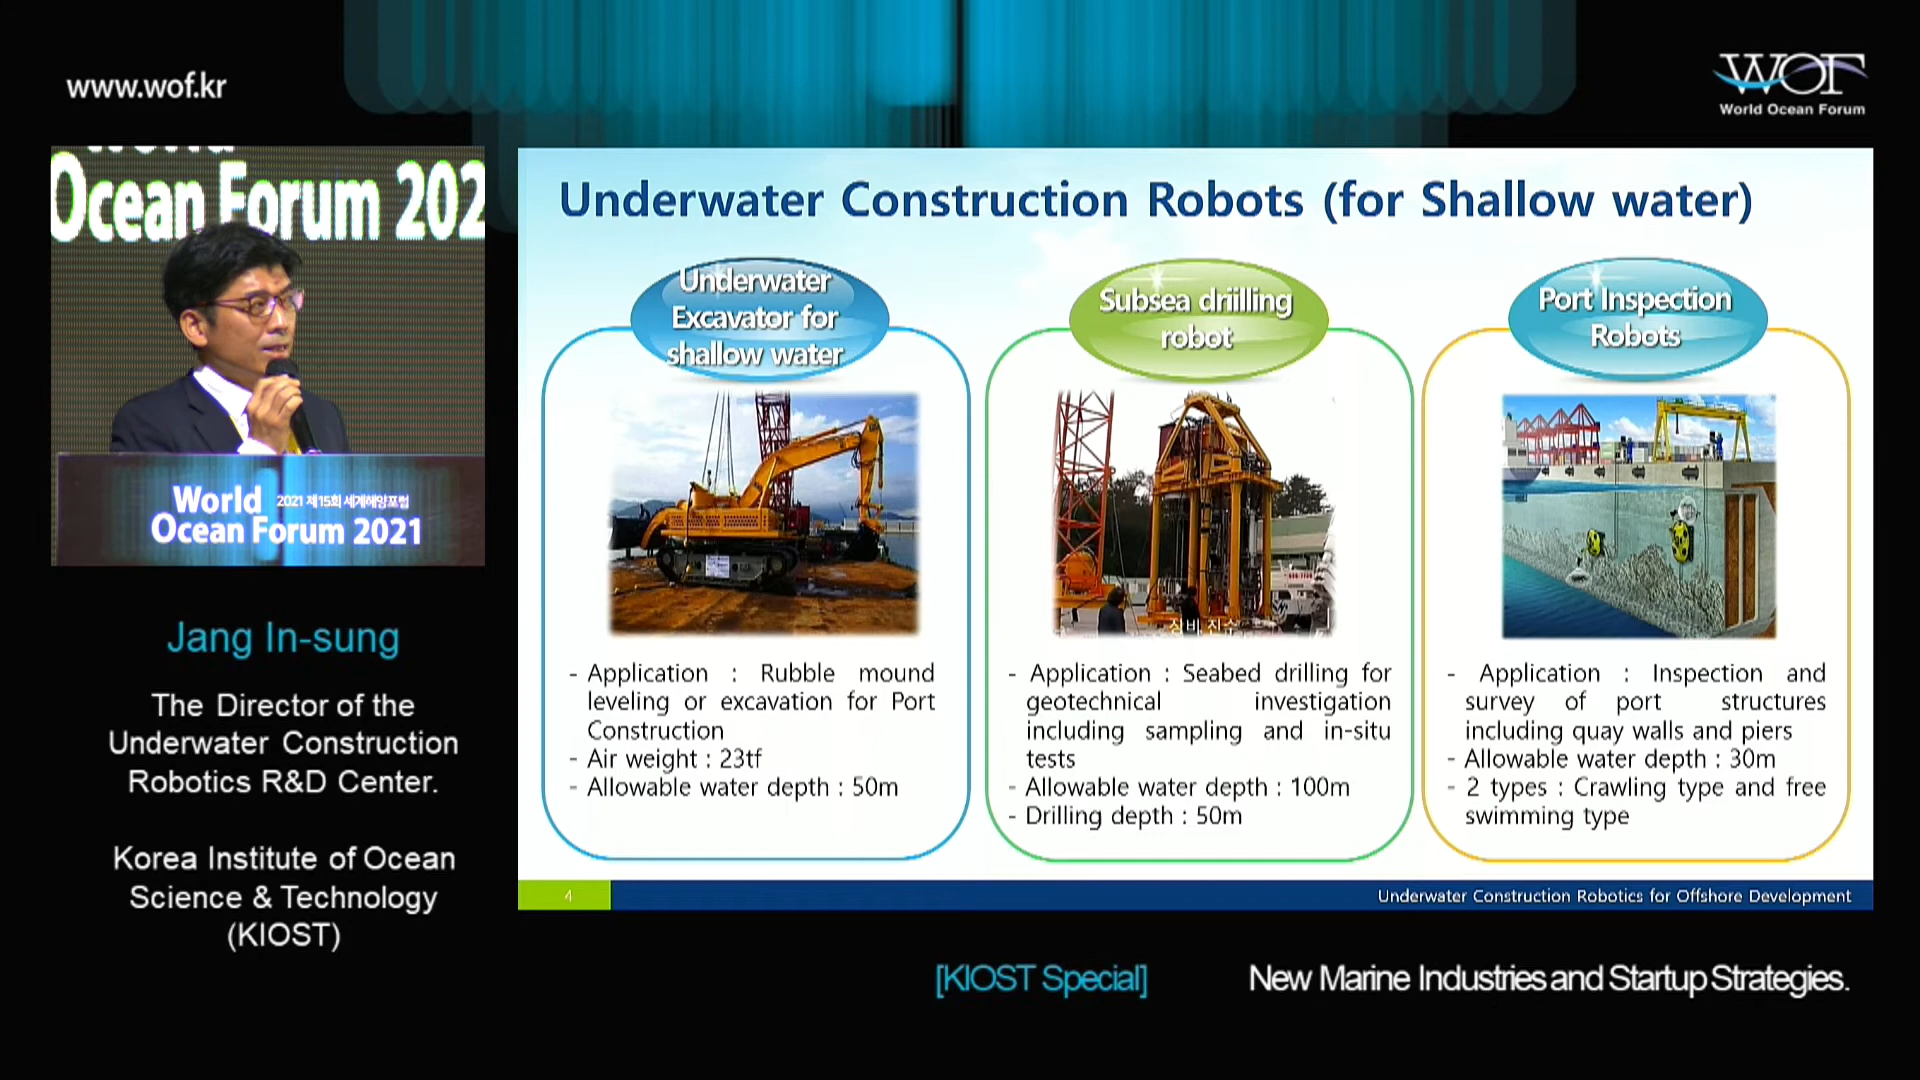 www.wof.kr
WOF
World Ocean Forum
World
Ocean Forum 202
World 2021 제15회 세계해양포럼
Ocean Forum 2021
Jang In-sung
The Director of the
Underwater Construction
Robotics R&D Center.
Korea Institute of Ocean
Science & Technology
(KIOST)
Underwater Construction Robots (for Shallow water)
Underwater
Excavator for
shallow water
- Application : Rubble mound
leveling or excavation for Port
Construction
- Air weight : 23tf
- Allowable water depth : 50m
Subsea driilling
robot
장비 진수
- Application : Seabed drilling for
geotechnical investigation
including sampling and in-situ
tests
- Allowable water depth : 100m
- Drilling depth : 50m
Port Inspection
Robots
- Application : Inspection and
survey of port structures
including quay walls and piers
- Allowable water depth : 30m
- 2 types : Crawling type and free
swimming type
4
Underwater Construction Robotics for Offshore Development
[KIOST Special] New Marine Industries and Startup Strategies.